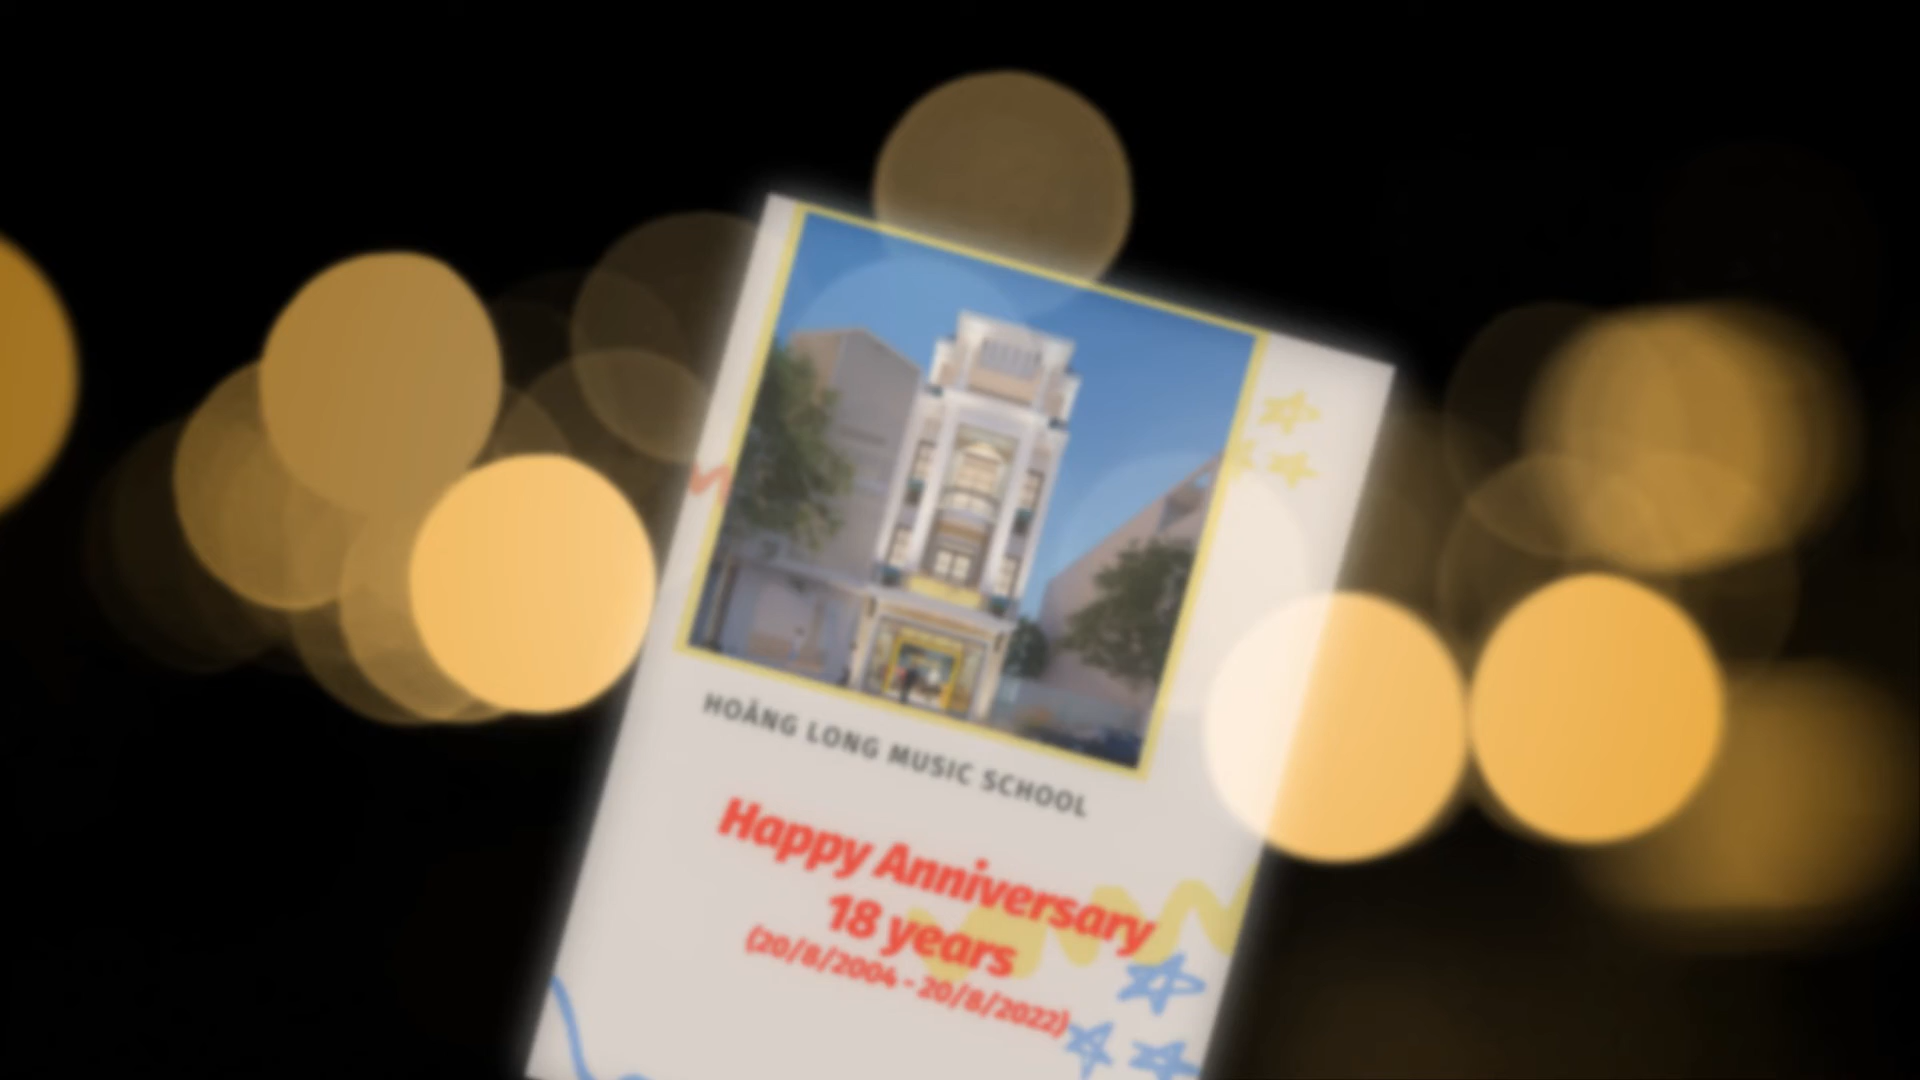 HOÀNG LONG MUSIC SCHOOL
Happy Anniversary
18 years
(20/8/2004 - 20/8/2022)